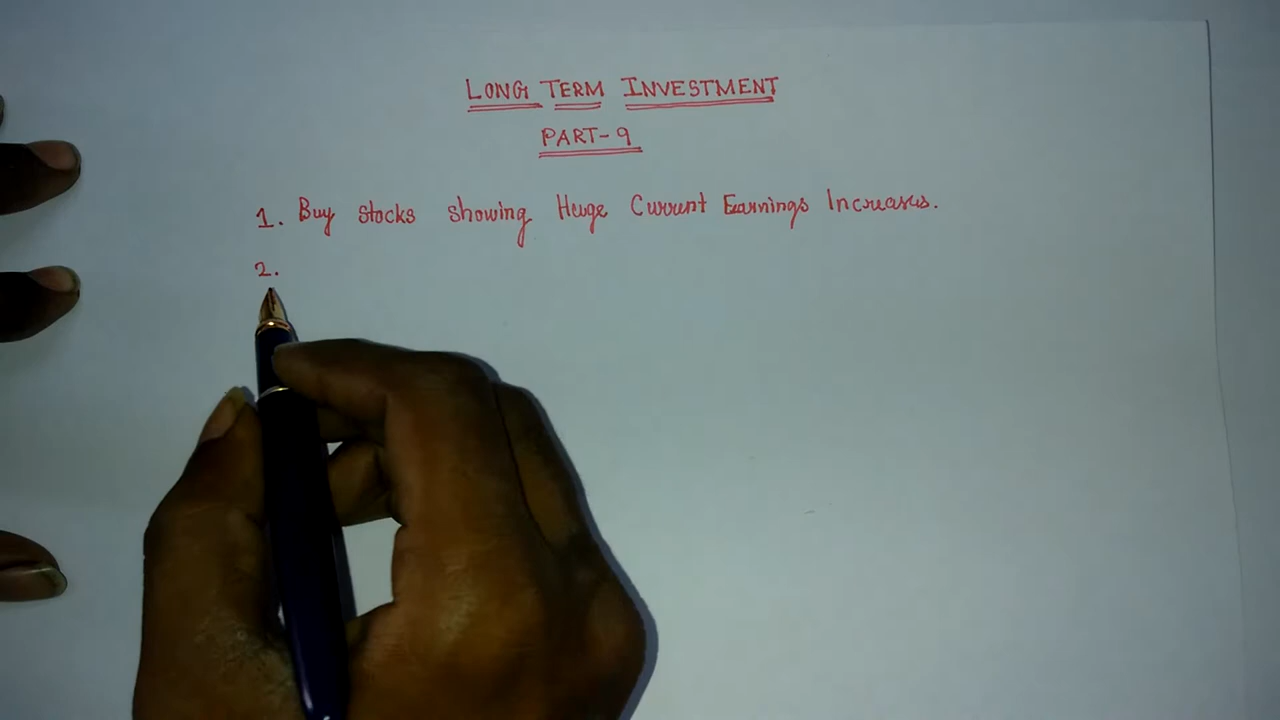 LONG TERM INVESTMENT
PART-9
1. Buy stocks showing Huge Current Earnings Increases.
2.